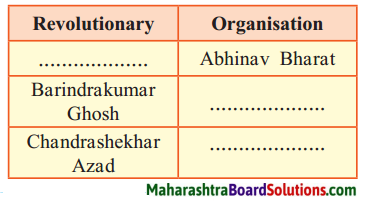 Revolutionary Organisation
................... Abhinav Bharat
Barindrakumar
Ghosh ....................
Chandrashekhar
Azad ....................
MaharashtraBoardSolutions.com